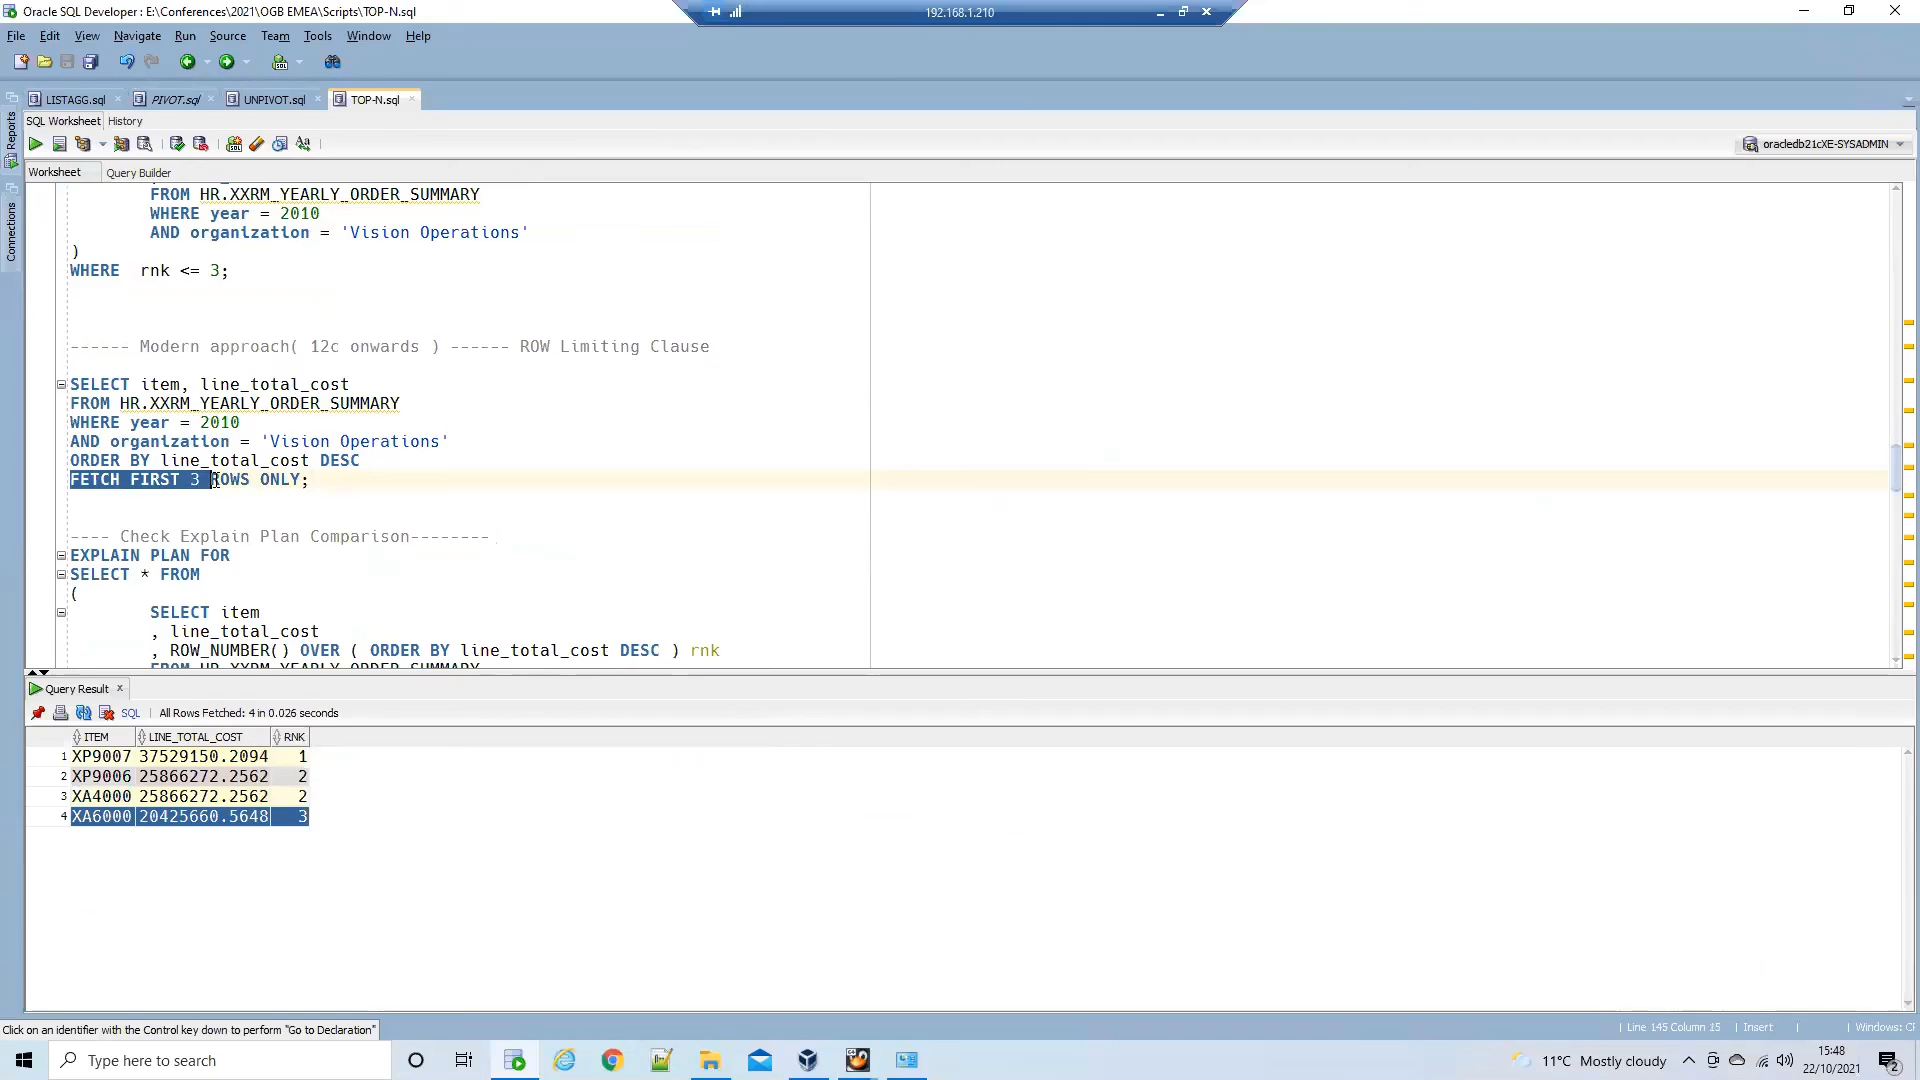 Oracle SQL Developer : E:\Conferences\2021\OGB EMEA\Scripts\TOP-N.sql
192.168.1.210
File Edit View Navigate Run Source Team Tools Window Help
LISTAGG.sql PIVOT.sql UNPIVOT.sql TOP-N.sql
SQL Worksheet History
oracledb21cXE-SYSADMIN
Worksheet Query Builder
Reports
Connections
FROM HR.XXRM_YEARLY_ORDER_SUMMARY
WHERE year = 2010
AND organization = 'Vision Operations'
)
WHERE rnk <= 3;
------ Modern approach( 12c onwards ) ------ ROW Limiting Clause
SELECT item, line_total_cost
FROM HR.XXRM_YEARLY_ORDER_SUMMARY
WHERE year = 2010
AND organization = 'Vision Operations'
ORDER BY line_total_cost DESC
FETCH FIRST 3 ROWS ONLY;
---- Check Explain Plan Comparison--------
EXPLAIN PLAN FOR
SELECT * FROM
(
SELECT item
, line_total_cost
, ROW_NUMBER() OVER ( ORDER BY line_total_cost DESC ) rnk
FROM HR.XXRM_YEARLY_ORDER_SUMMARY
Query Result
SQL | All Rows Fetched: 4 in 0.026 seconds
ITEM LINE_TOTAL_COST RNK
1 XP9007 37529150.2094 1
2 XP9006 25866272.2562 2
3 XA4000 25866272.2562 2
4 XA6000 20425660.5648 3
Click on an identifier with the Control key down to perform "Go to Declaration"
Line 145 Column 15 Insert Windows: CF
Type here to search
11°C Mostly cloudy
15:48
22/10/2021
2